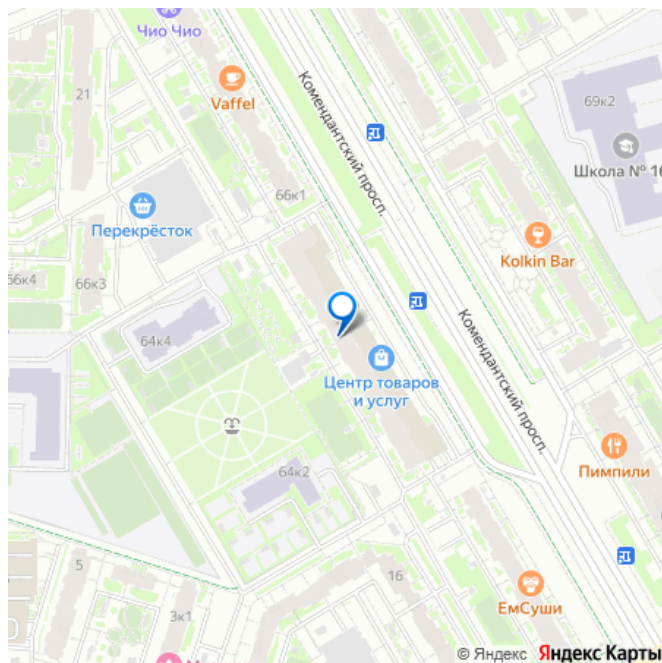 Чио Чио
21
Vaffel
Комендантский просп.
69к2
Школа № 16
66к1
Перекрёсток
Kolkin Bar
66к4
66к3
64к4
Комендантский просп.
Центр товаров
и услуг
64к2
Пимпили
5
16
3к1
ЕмСуши
© Яндекс
Яндекс Карты